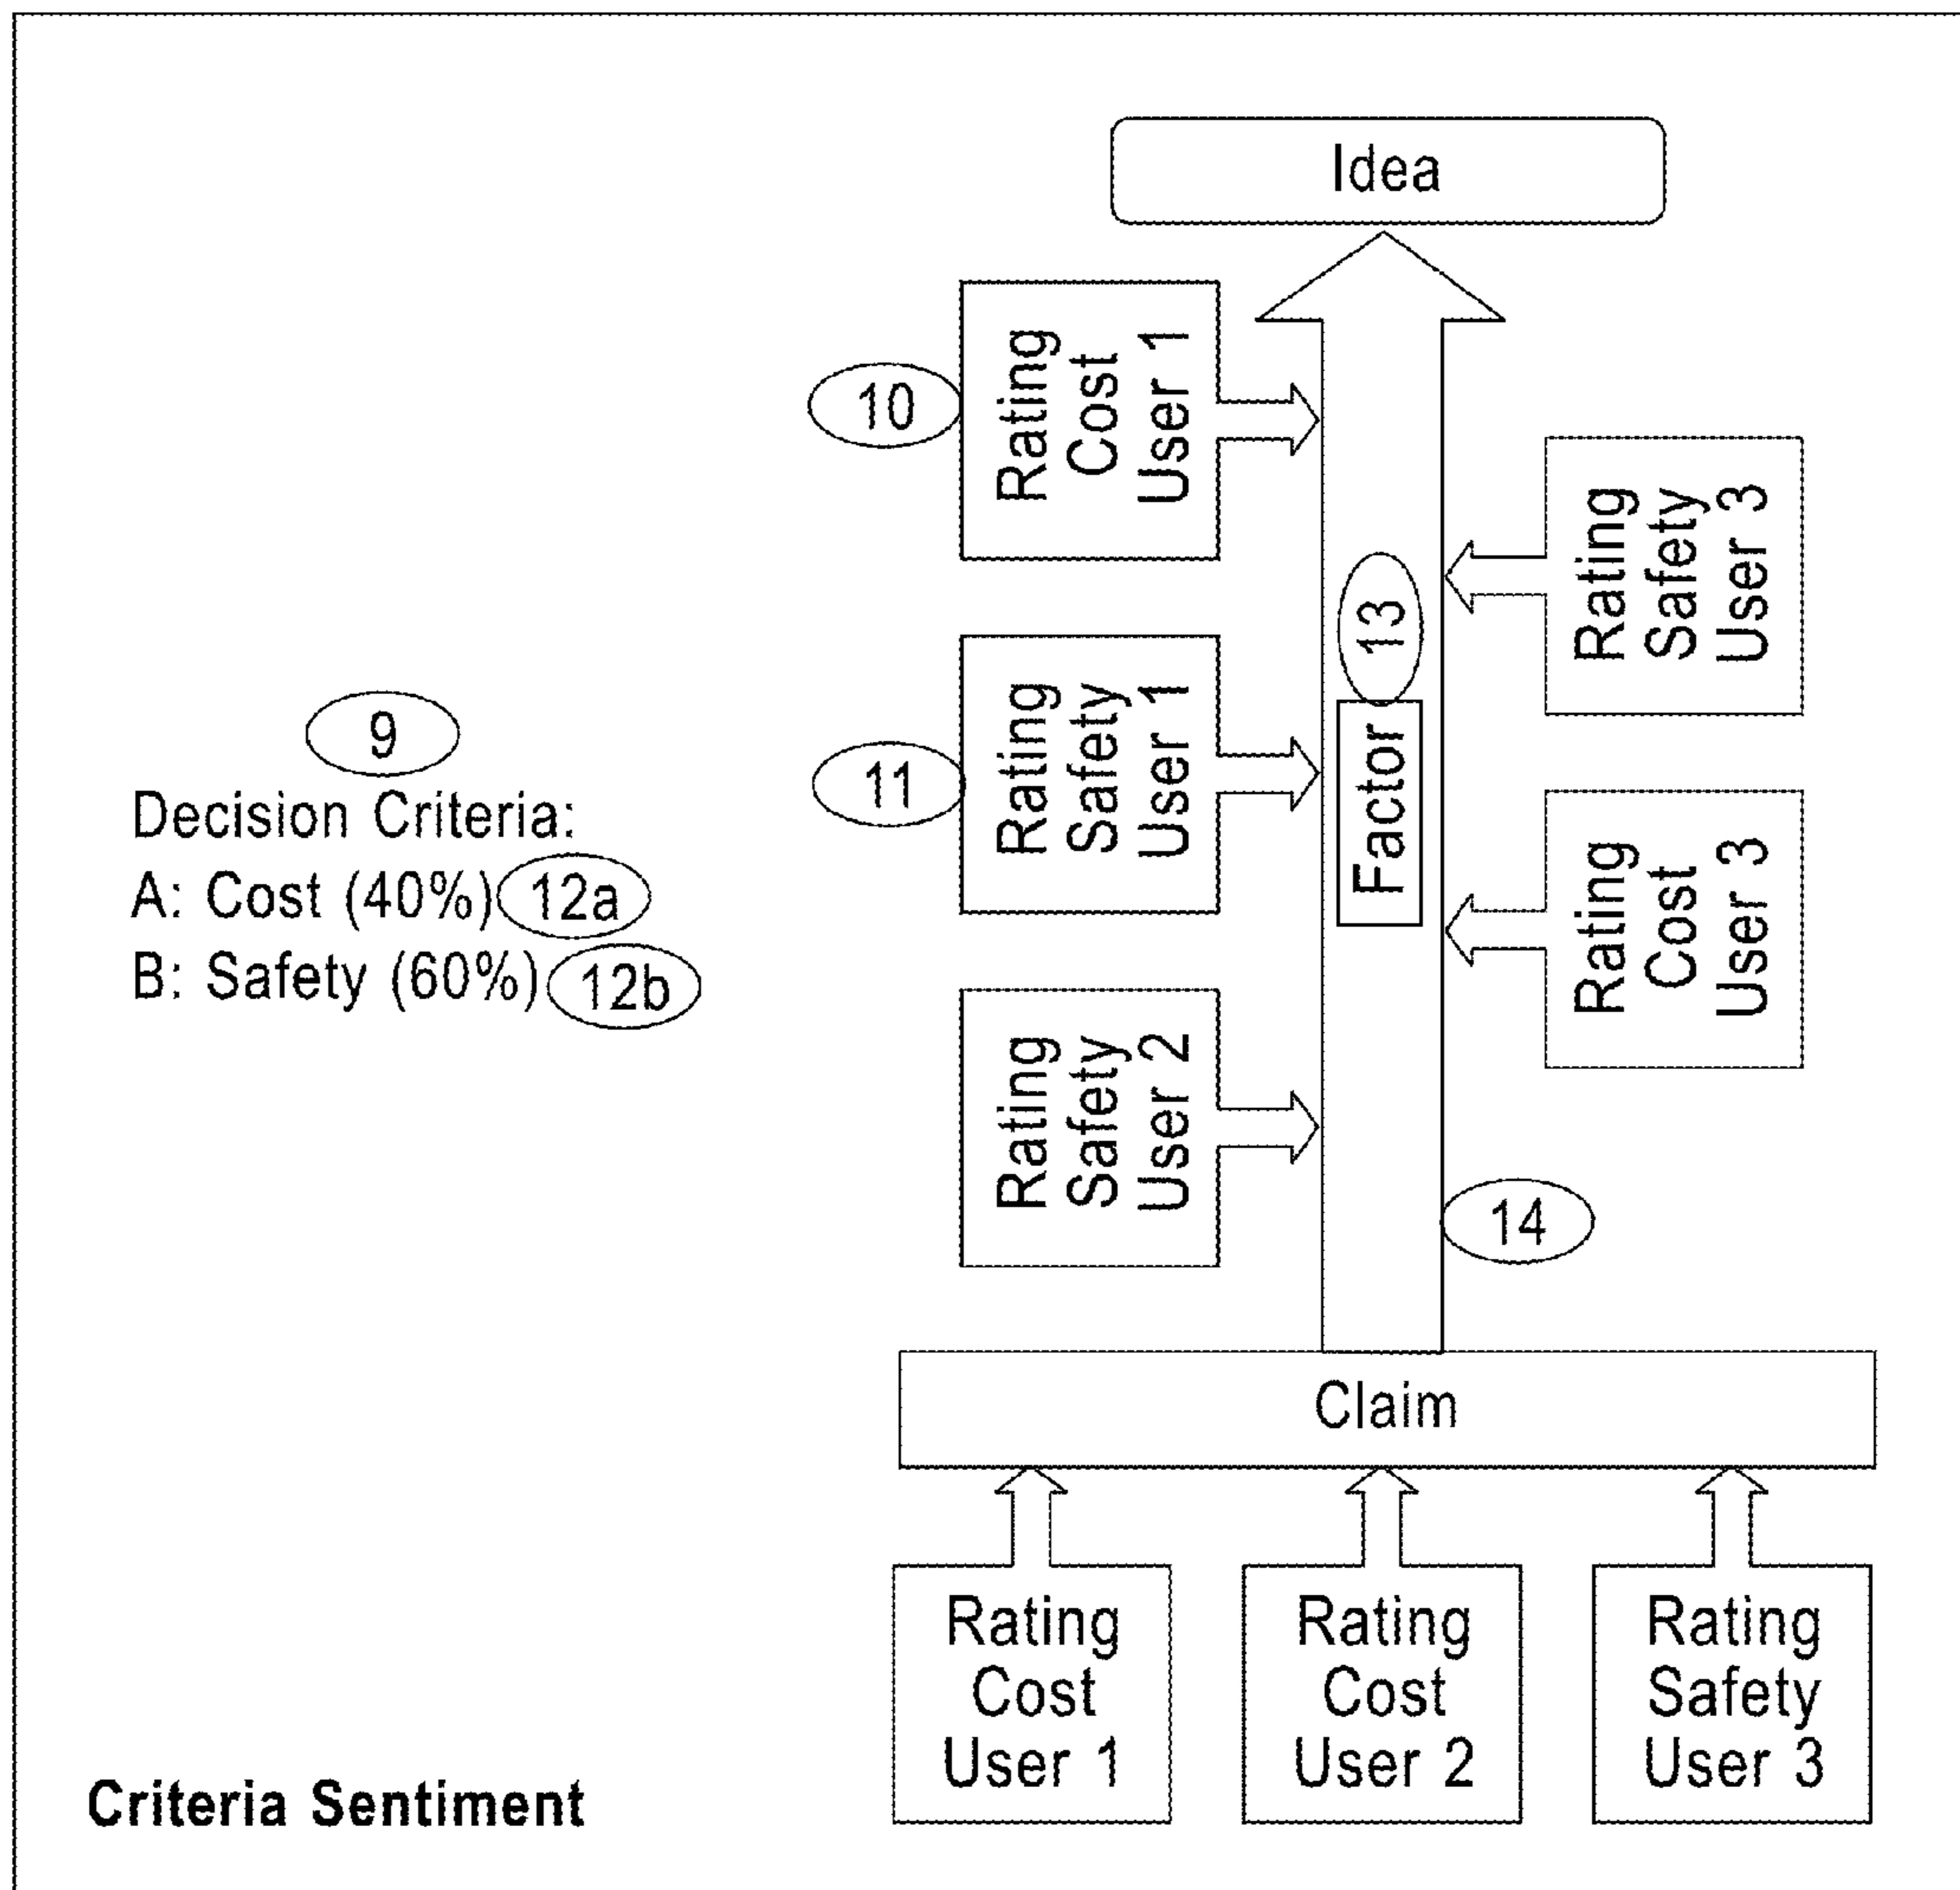 Idea
10
Rating
Cost
User 1
Rating
Safety
User 3
13
11
Rating
Safety
User 1
Factor
9
Decision Criteria:
A: Cost (40%) 12a
B: Safety (60%) 12b
Rating
Cost
User 3
Rating
Safety
User 2
14
Claim
Rating
Cost
User 1
Rating
Cost
User 2
Rating
Safety
User 3
Criteria Sentiment